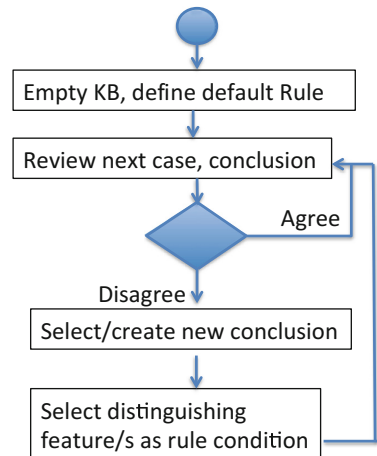 Empty KB, define default Rule
Review next case, conclusion
Agree
Disagree
Select/create new conclusion
Select distinguishing
feature/s as rule condition